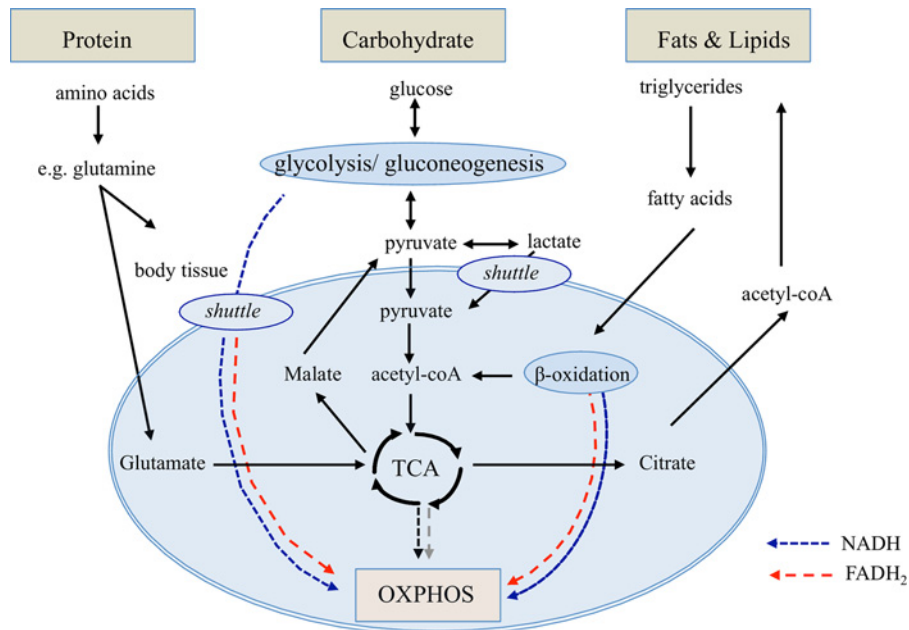 Protein
Carbohydrate
Fats & Lipids
amino acids
glucose
triglycerides
e.g. glutamine
glycolysis/ gluconeogenesis
fatty acids
pyruvate
lactate
body tissue
shuttle
shuttle
pyruvate
acetyl-coA
Malate
acetyl-coA
β-oxidation
Glutamate
TCA
Citrate
OXPHOS
NADH
FADH₂